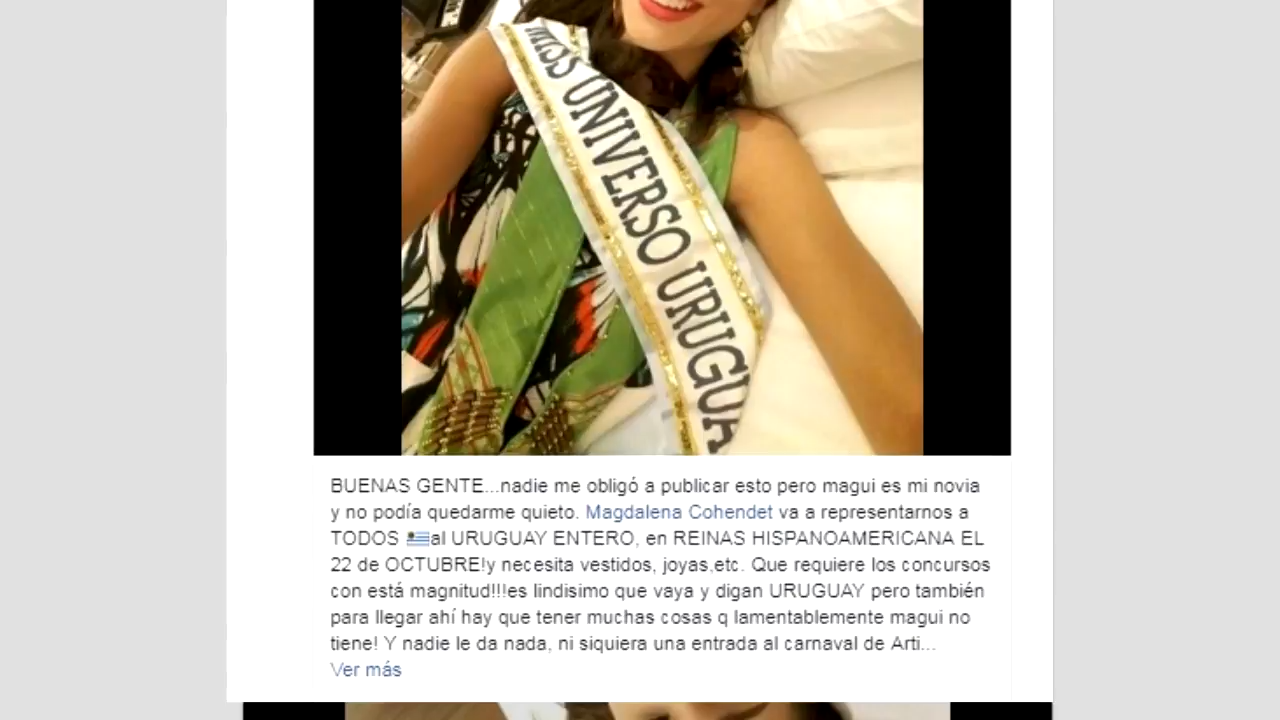 MISS UNIVERSO URUGUA
BUENAS GENTE...nadie me obligó a publicar esto pero magui es mi novia
y no podía quedarme quieto. Magdalena Cohendet va a representarnos a
TODOS 🇺🇾al URUGUAY ENTERO, en REINAS HISPANOAMERICANA EL
22 de OCTUBRE!y necesita vestidos, joyas,etc. Que requiere los concursos
con está magnitud!!!es lindisimo que vaya y digan URUGUAY pero también
para llegar ahí hay que tener muchas cosas q lamentablemente magui no
tiene! Y nadie le da nada, ni siquiera una entrada al carnaval de Arti...
Ver más